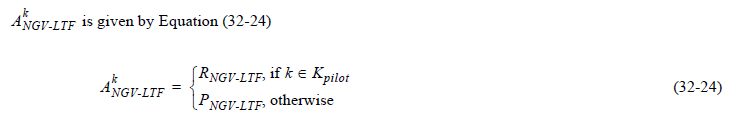 A^k_NGV-LTF is given by Equation (32-24)
A^k_NGV-LTF = { R_NGV-LTF, if k ∈ K_pilot
P_NGV-LTF, otherwise (32-24)